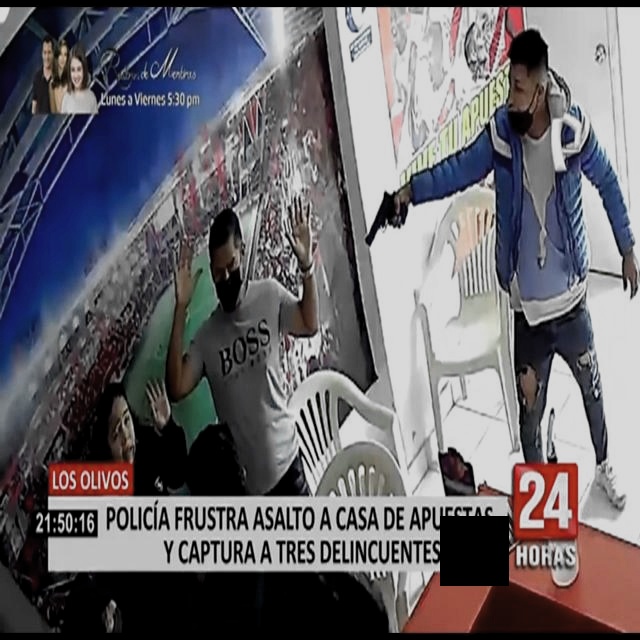 Lunes a Viernes 5:30 pm
BOSS
LOS OLIVOS
21:50:16
POLICÍA FRUSTRA ASALTO A CASA DE APUESTAS
Y CAPTURA A TRES DELINCUENTES
24
HORAS